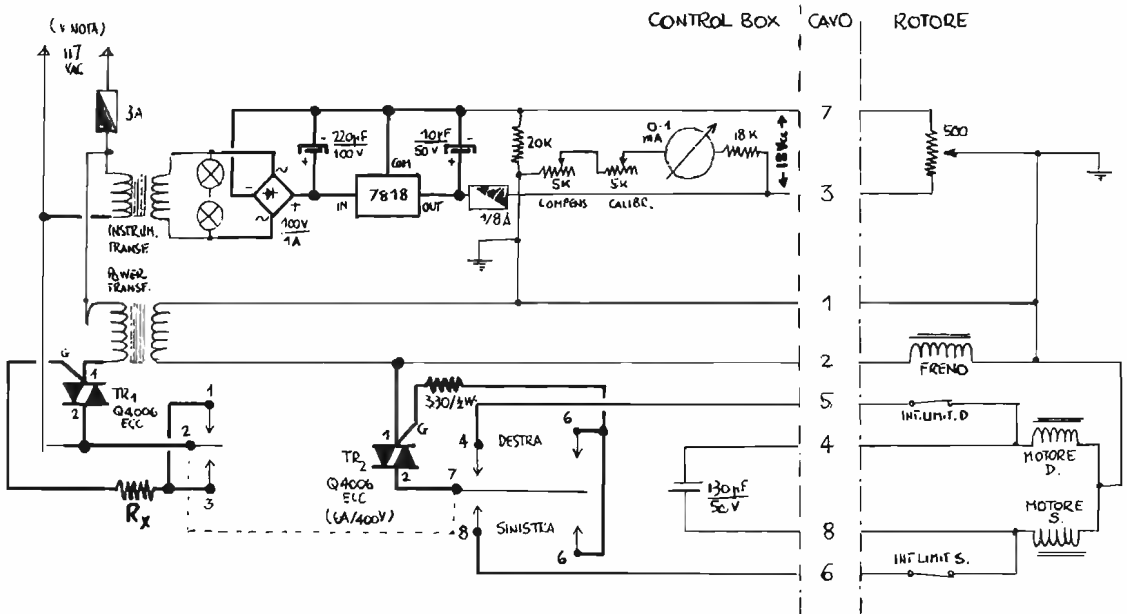 CONTROL BOX
CAVO
ROTORE
(V NOTA)
117
VAC
3A
220µF
100V
10µF
50V
20K
0-1
mA
18K
18Vcc
7
500
COM
7818
IN
OUT
5K
5K
COMPENS
CALIBR.
1/8A
3
100V
1A
INSTRUM.
TRANSF.
POWER
TRANSF.
1
2
FRENO
G
1
2
TR1
Q4006
1
2
3
Rx
330/½W
1
G
2
TR2
Q4006
(6A/400V)
4
DESTRA
6
7
8
SINISTRA
6
5
INT. LIMIT. D
4
MOTORE
D.
130µF
50V
MOTORE
S.
8
6
INT LIMIT S.